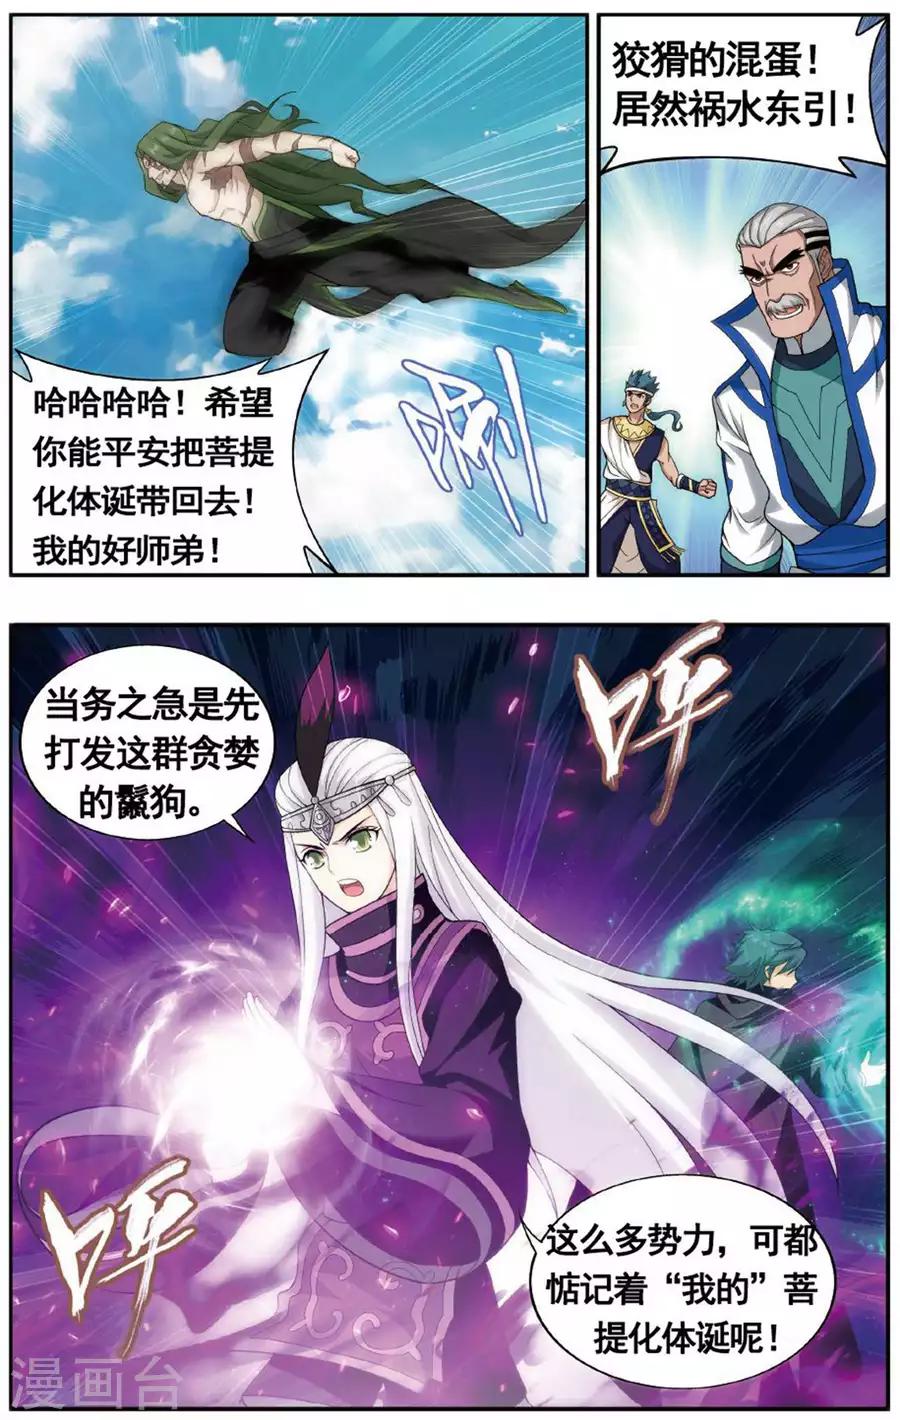 哈哈哈哈！希望
你能平安把菩提
化体诞带回去！
我的好师弟！
唰
狡猾的混蛋！
居然祸水东引！
当务之急是先
打发这群贪婪
的鬣狗。
呯
呯
这么多势力，可都
惦记着“我的”菩
提化体诞呢！
漫画台